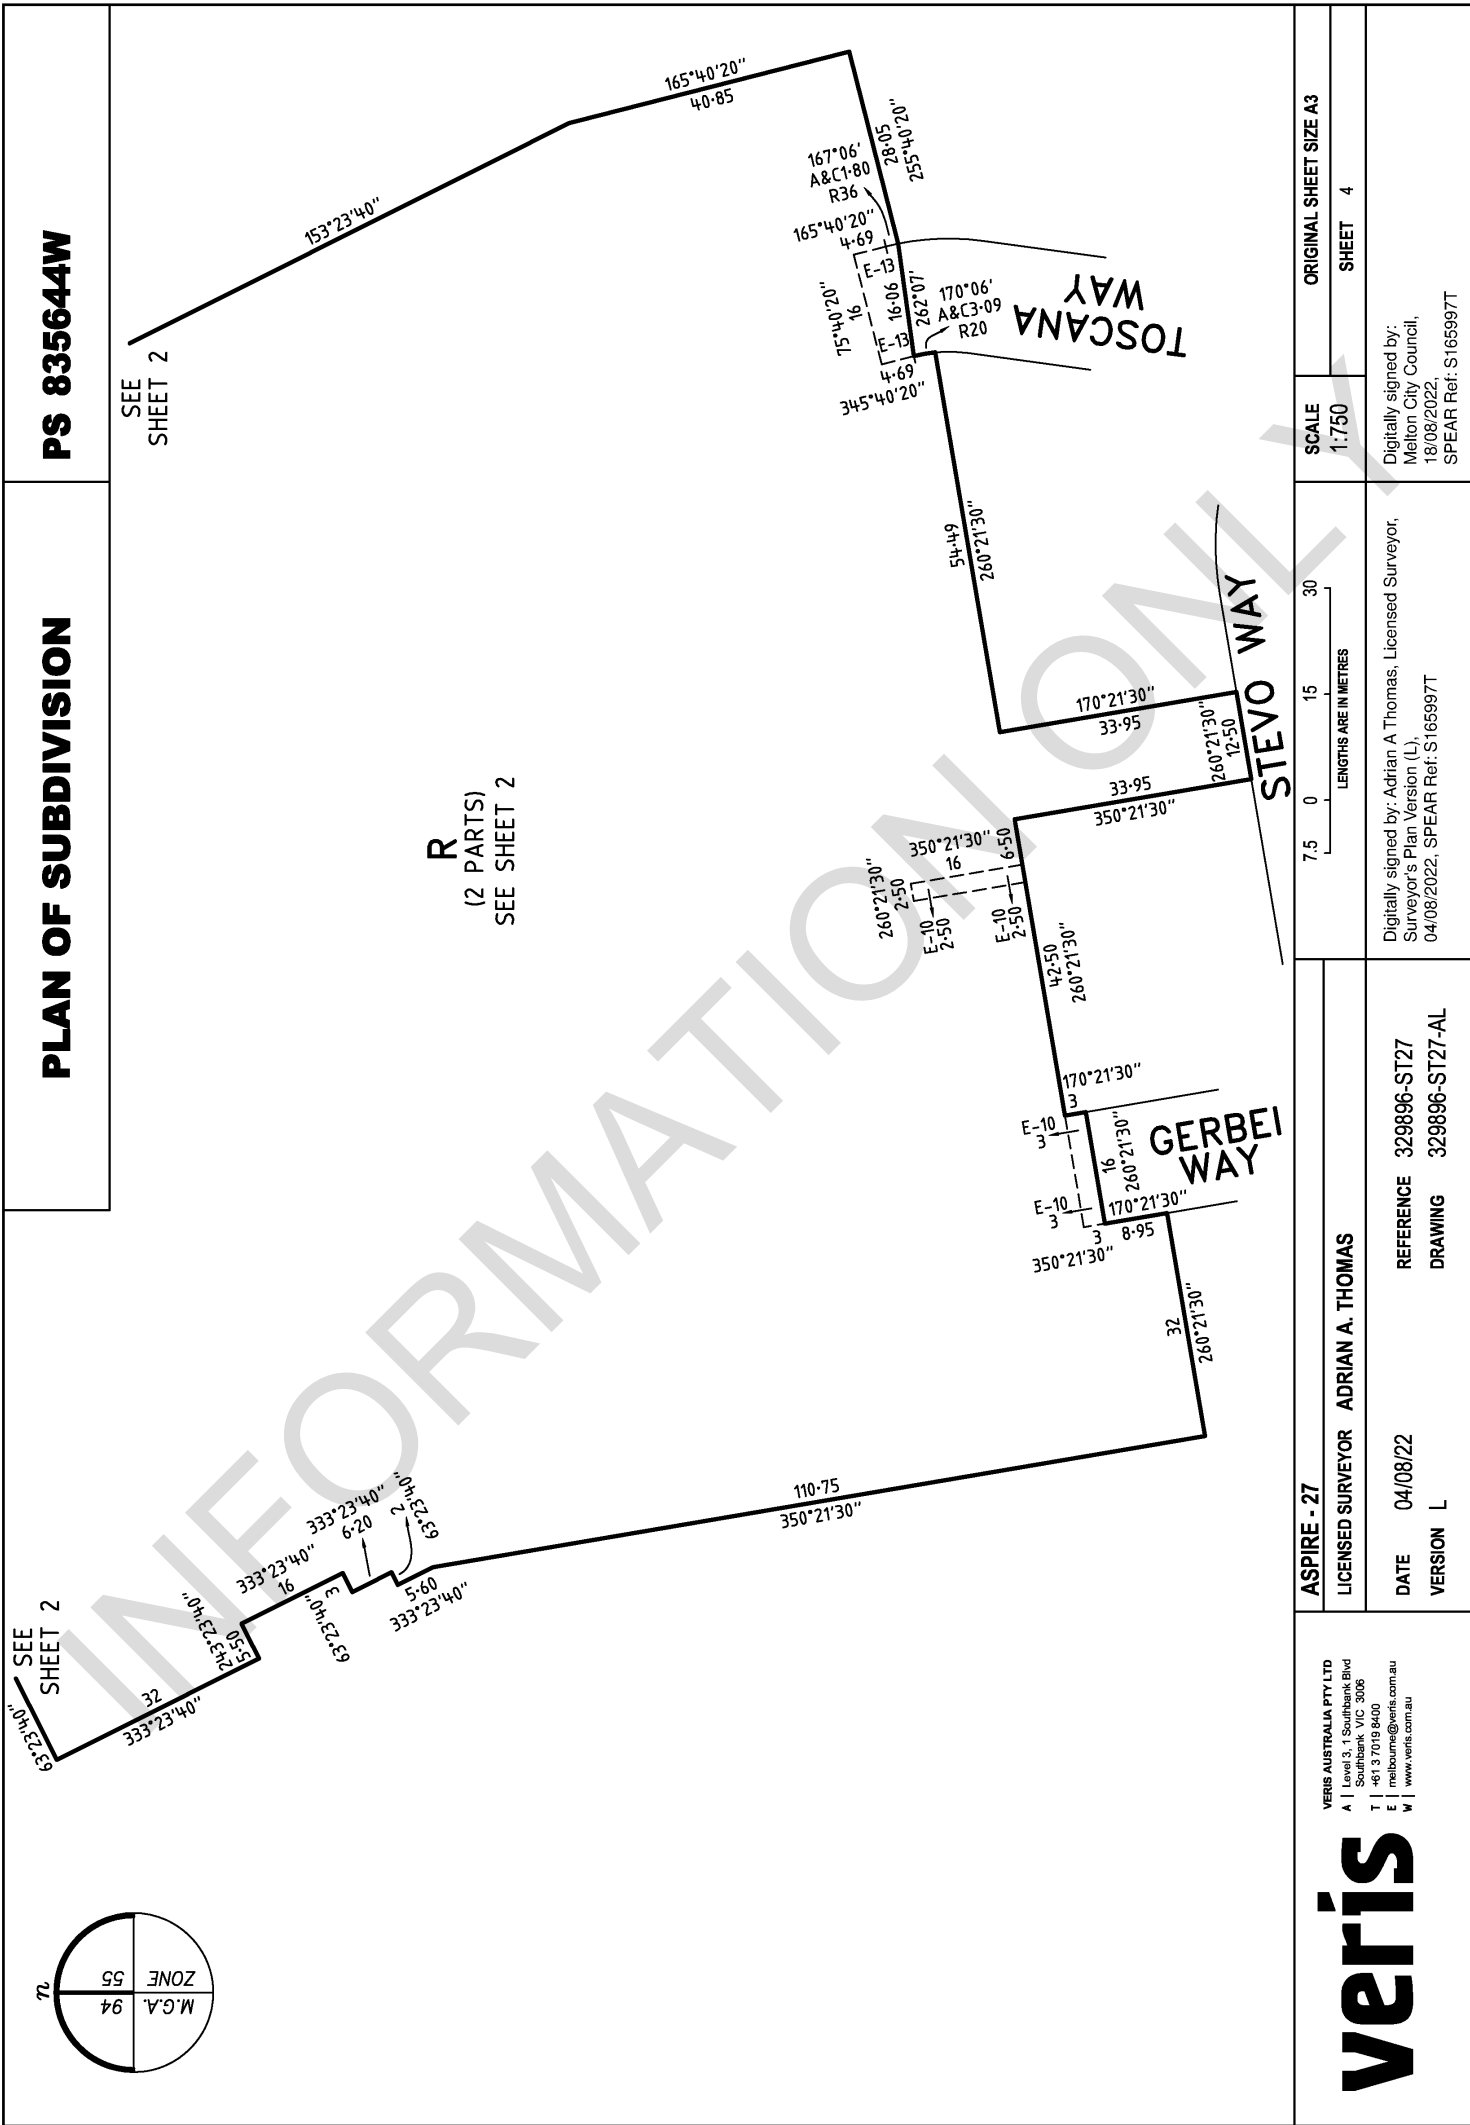 PLAN OF SUBDIVISION
PS 835644W
n
M.G.A. 94
ZONE 55
SEE
SHEET 2
63°23'40"
32
333°23'40"
243°23'40"
5·50
333°23'40"
16
63°23'40"
3
333°23'40"
6·20
2
63°23'40"
5·60
333°23'40"
110·75
350°21'30"
R
(2 PARTS)
SEE SHEET 2
SEE
SHEET 2
153°23'40"
165°40'20"
40·85
28·05
255°40'20"
167°06'
A&C1·80
R36
165°40'20"
4·69
E-13
75°40'20"
16
16·06
262°07'
E-13
4·69
345°40'20"
170°06'
A&C3·09
R20
TOSCANA
WAY
54·49
260°21'30"
170°21'30"
33·95
260°21'30"
12·50
STEVO WAY
33·95
350°21'30"
6·50
350°21'30"
16
260°21'30"
2·50
E-10
2·50
E-10
2·50
42·50
260°21'30"
170°21'30"
3
E-10
3
16
260°21'30"
E-10
3
3
350°21'30"
170°21'30"
8·95
GERBEI
WAY
32
260°21'30"
INFORMATION ONLY
veris
VERIS AUSTRALIA PTY LTD
A | Level 3, 1 Southbank Blvd
Southbank VIC 3006
T | +61 3 7019 8400
E | melbourne@veris.com.au
W | www.veris.com.au
ASPIRE - 27
LICENSED SURVEYOR ADRIAN A. THOMAS
DATE 04/08/22
REFERENCE 329896-ST27
VERSION L
DRAWING 329896-ST27-AL
7.5 0 15 30
LENGTHS ARE IN METRES
SCALE
1:750
ORIGINAL SHEET SIZE A3
SHEET 4
Digitally signed by: Adrian A Thomas, Licensed Surveyor,
Surveyor's Plan Version (L),
04/08/2022, SPEAR Ref: S165997T
Digitally signed by:
Melton City Council,
18/08/2022,
SPEAR Ref: S165997T